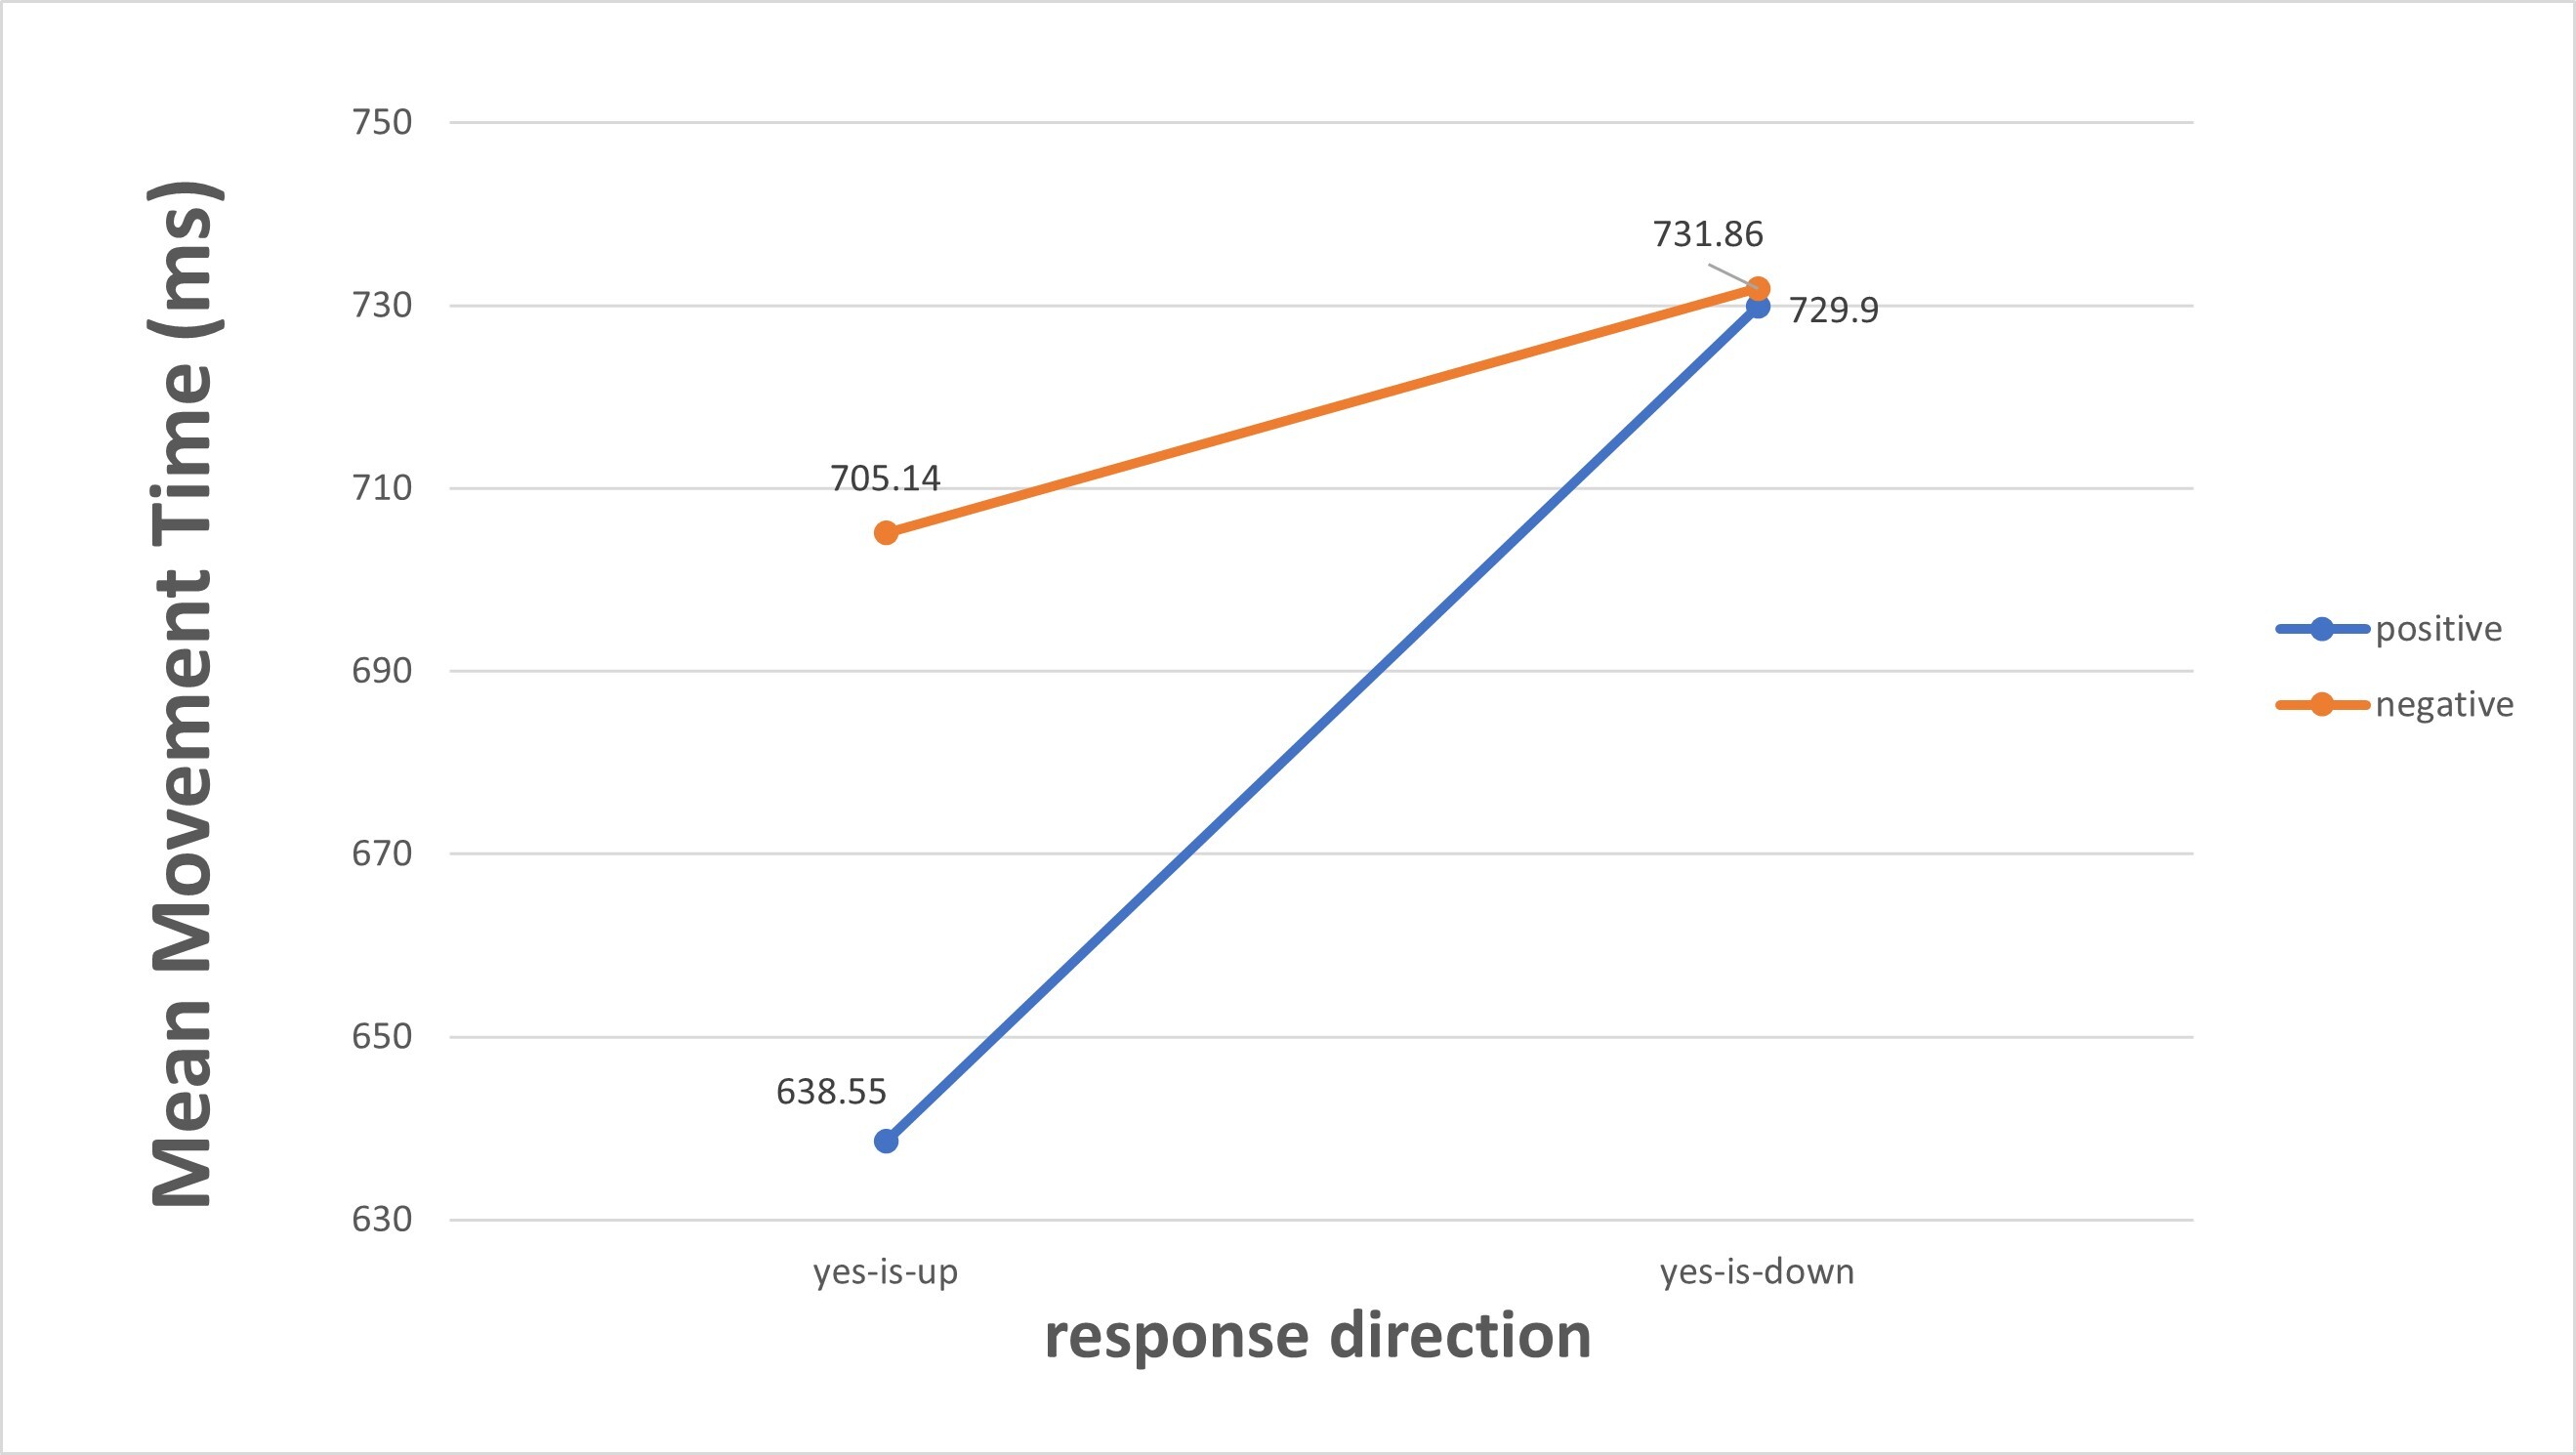 Mean Movement Time (ms)
750
730
710
690
670
650
630
731.86
729.9
705.14
638.55
yes-is-up
yes-is-down
response direction
positive
negative